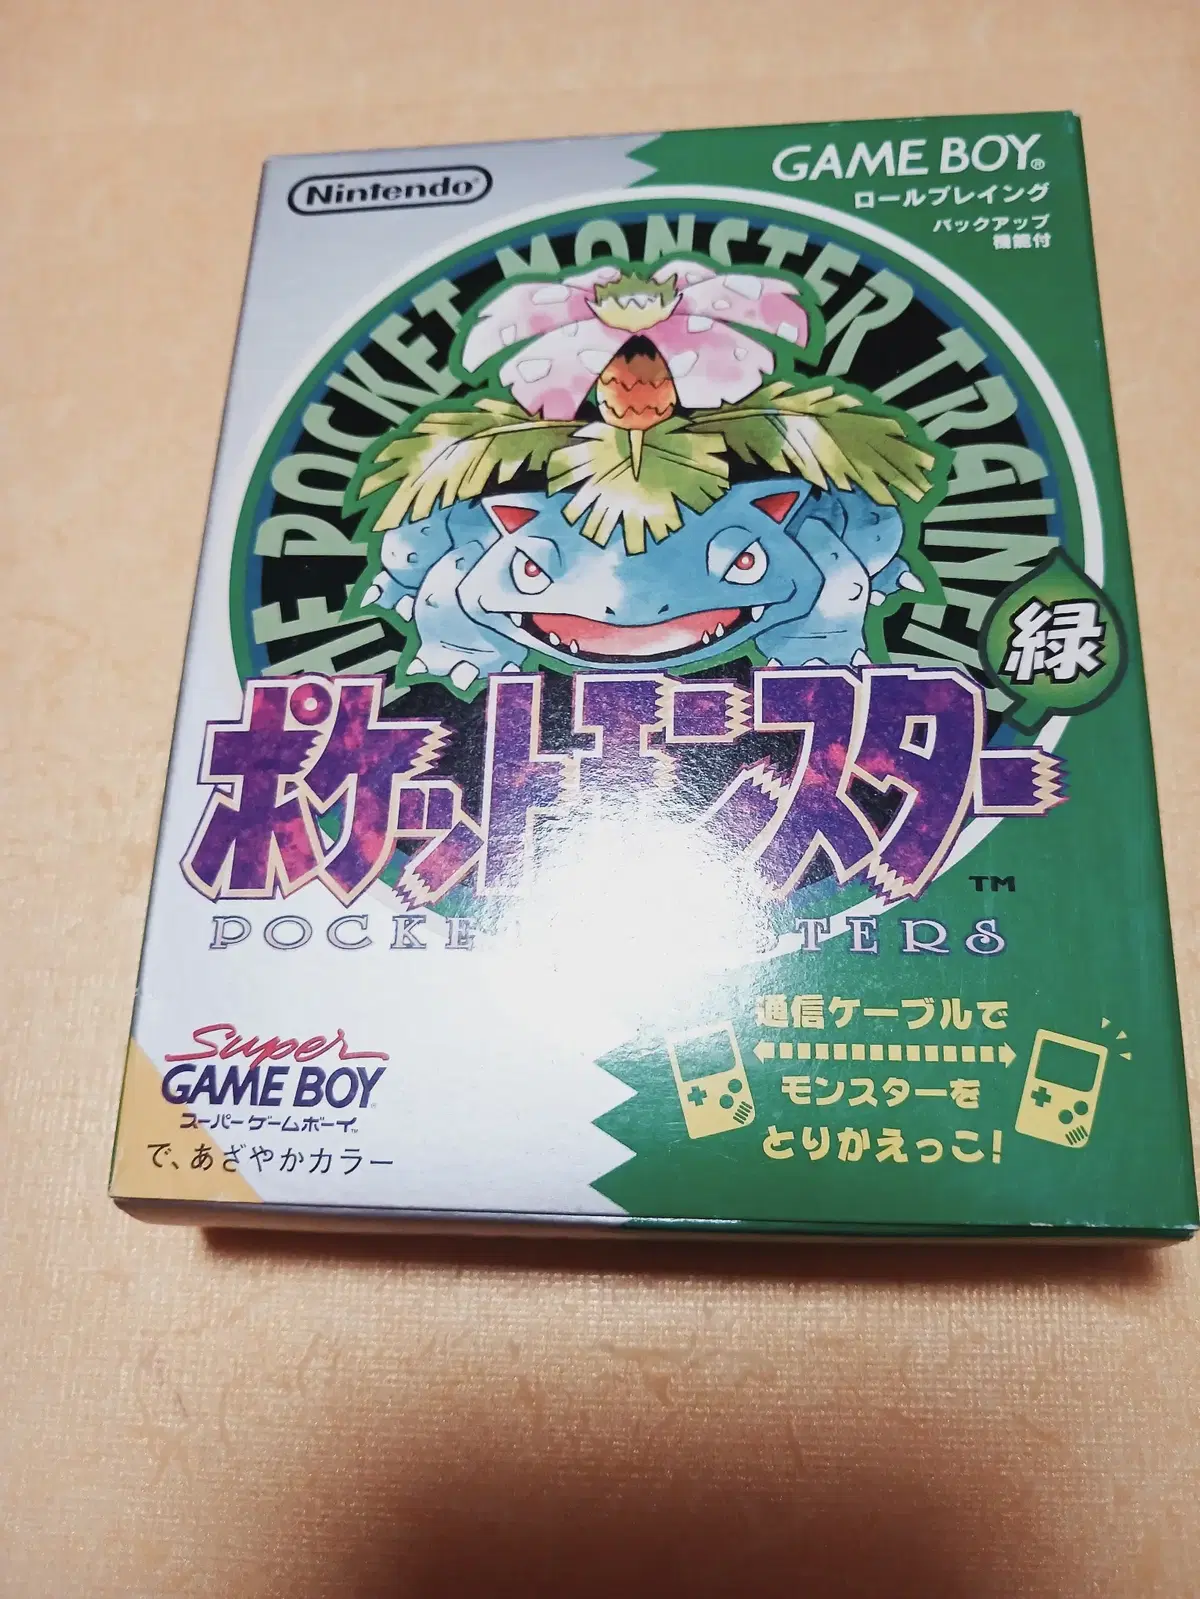 Nintendo
GAME BOY
ロールプレイング
バックアップ
機能付
POCKET MONSTER TRAINER
緑
ポケットモンスター
TM
Super
GAME BOY
スーパーゲームボーイ
で、あざやかカラー
通信ケーブルで
モンスターを
とりかえっこ!